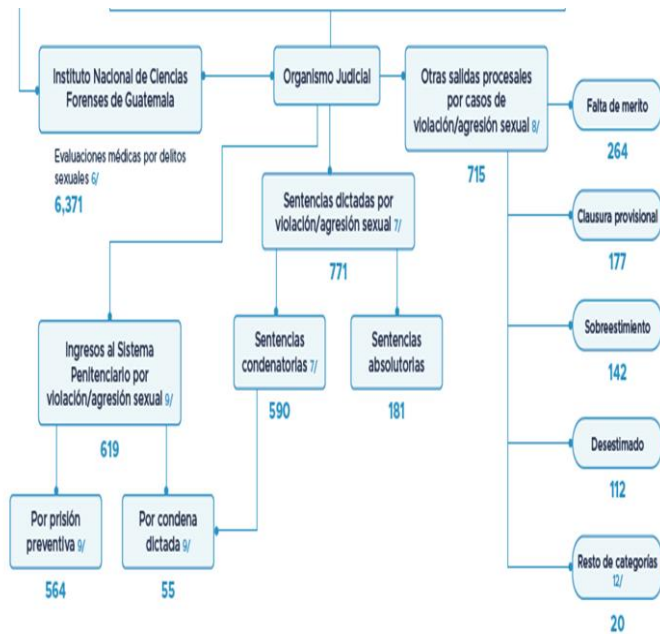 Instituto Nacional de Ciencias
Forenses de Guatemala
Evaluaciones médicas por delitos
sexuales 6/
6,371
Organismo Judicial
Otras salidas procesales
por casos de
violación/agresión sexual 8/
715
Falta de merito
264
Sentencias dictadas por
violación/agresión sexual 7/
771
Clausura provisional
177
Ingresos al Sistema
Penitenciario por
violación/agresión sexual 9/
619
Sentencias
condenatorias 7/
590
Sentencias
absolutorias
181
Sobreestimiento
142
Desestimado
112
Por prisión
preventiva 9/
564
Por condena
dictada 9/
55
Resto de categorías
12/
20